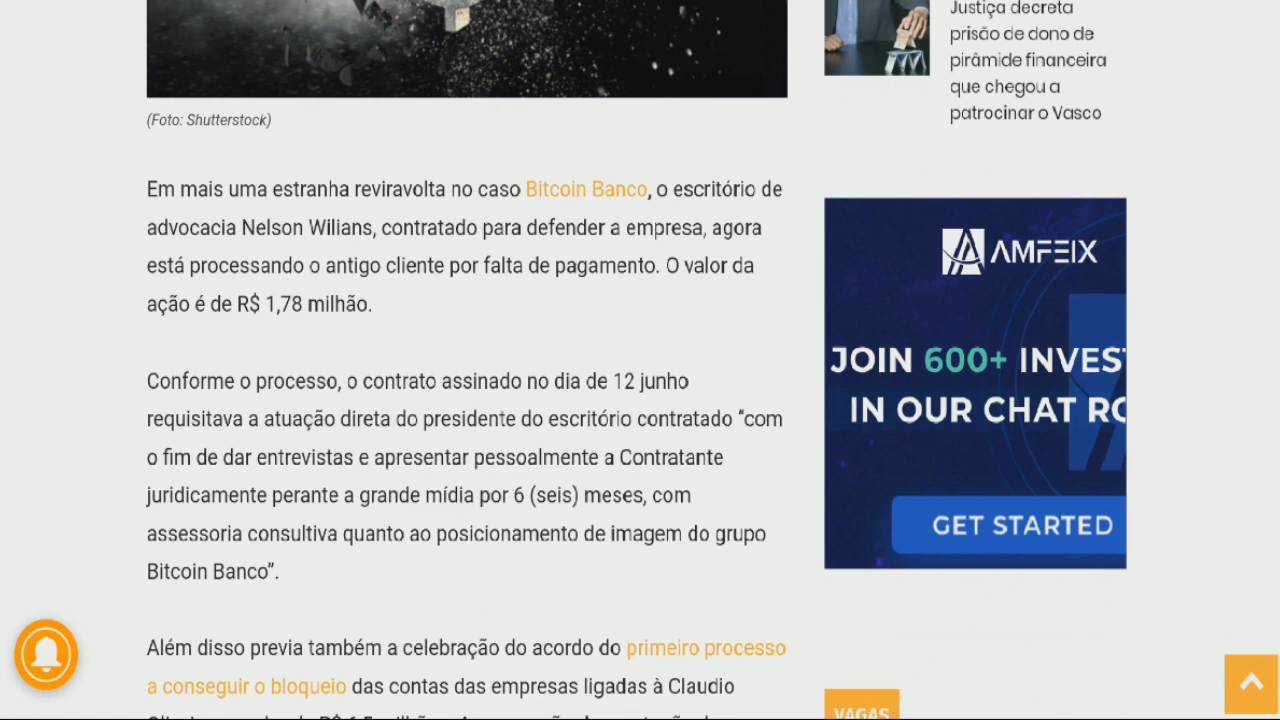 (Foto: Shutterstock)
Em mais uma estranha reviravolta no caso Bitcoin Banco, o escritório de
advocacia Nelson Wilians, contratado para defender a empresa, agora
está processando o antigo cliente por falta de pagamento. O valor da
ação é de R$ 1,78 milhão.
Conforme o processo, o contrato assinado no dia de 12 junho
requisitava a atuação direta do presidente do escritório contratado “com
o fim de dar entrevistas e apresentar pessoalmente a Contratante
juridicamente perante a grande mídia por 6 (seis) meses, com
assessoria consultiva quanto ao posicionamento de imagem do grupo
Bitcoin Banco”.
Além disso previa também a celebração do acordo do primeiro processo
a conseguir o bloqueio das contas das empresas ligadas à Claudio
Justiça decreta
prisão de dono de
pirâmide financeira
que chegou a
patrocinar o Vasco
AMFEIX
JOIN 600+ INVEST
IN OUR CHAT RO
GET STARTED
VAGAS